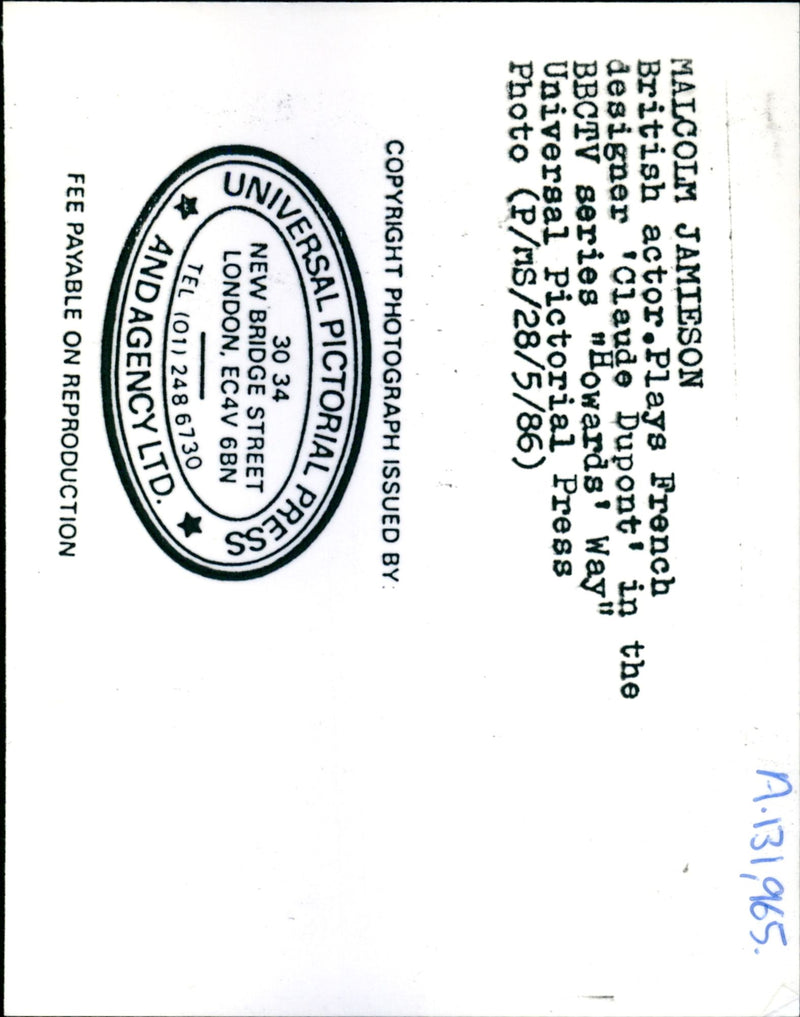 MALCOLM JAMIESON
British actor.Plays French
designer 'Claude Dupont' in the
BBCTV series "Howards' Way"
Universal Pictorial Press
Photo (P/MS/28/5/86)
A.131,965.
COPYRIGHT PHOTOGRAPH ISSUED BY:
UNIVERSAL PICTORIAL PRESS
30 34
NEW BRIDGE STREET
LONDON, EC4V 6BN
TEL (01) 248 6730
AND AGENCY LTD.
FEE PAYABLE ON REPRODUCTION